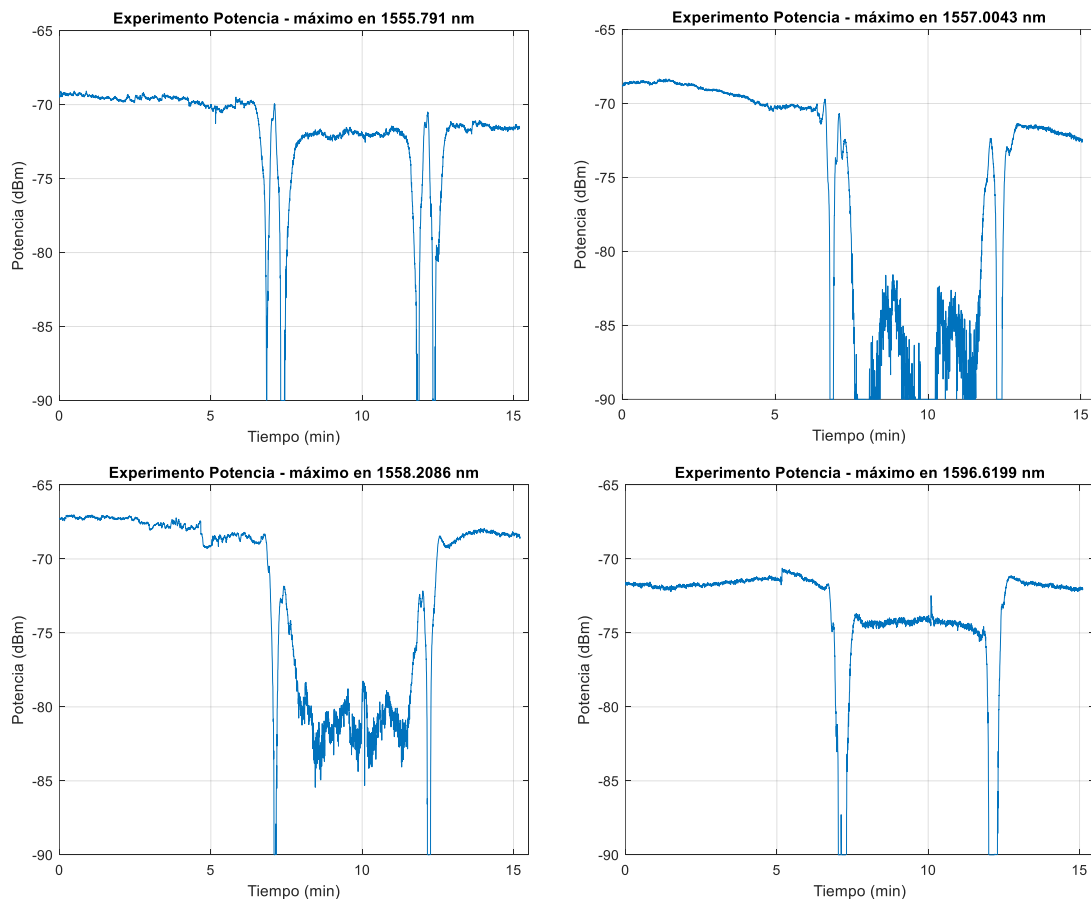 Experimento Potencia - máximo en 1555.791 nm
-65
-70
-75
-80
-85
-90
Potencia (dBm)
0 5 10 15
Tiempo (min)
Experimento Potencia - máximo en 1557.0043 nm
-65
-70
-75
-80
-85
-90
Potencia (dBm)
0 5 10 15
Tiempo (min)
Experimento Potencia - máximo en 1558.2086 nm
-65
-70
-75
-80
-85
-90
Potencia (dBm)
0 5 10 15
Tiempo (min)
Experimento Potencia - máximo en 1596.6199 nm
-65
-70
-75
-80
-85
-90
Potencia (dBm)
0 5 10 15
Tiempo (min)